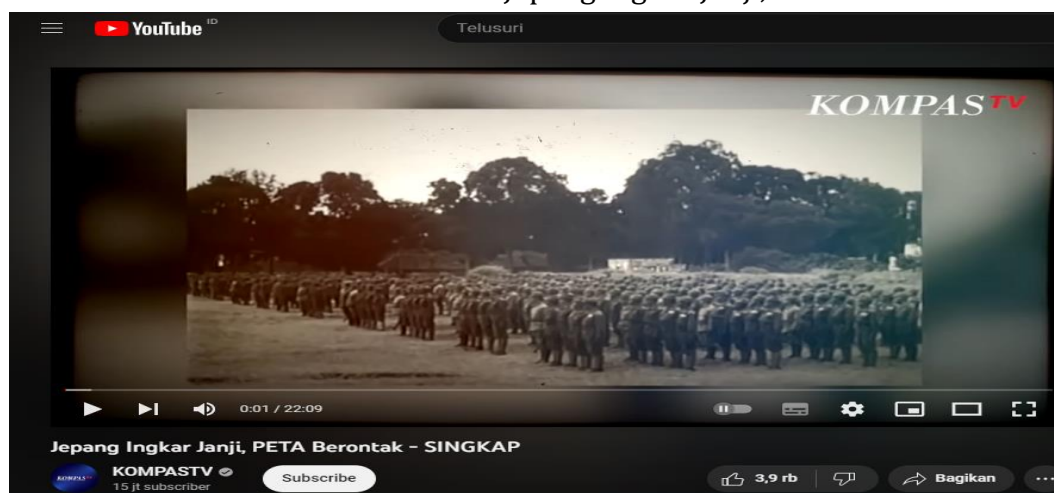 YouTube ID
Telusuri
KOMPASTV
0:01 / 22:09
Jepang Ingkar Janji, PETA Berontak - SINGKAP
KOMPASTV
15 jt subscriber
Subscribe
3,9 rb
Bagikan